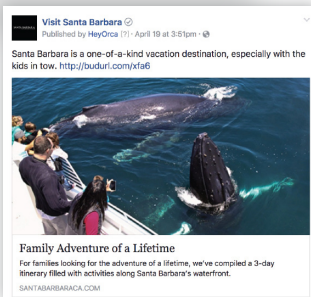 Visit Santa Barbara
Published by HeyOrca [?] · April 19 at 3:51pm ·
Santa Barbara is a one-of-a-kind vacation destination, especially with the
kids in tow. http://budurl.com/xfa6
Family Adventure of a Lifetime
For families looking for the adventure of a lifetime, we've compiled a 3-day
itinerary filled with activities along Santa Barbara's waterfront.
SANTABARBARACA.COM